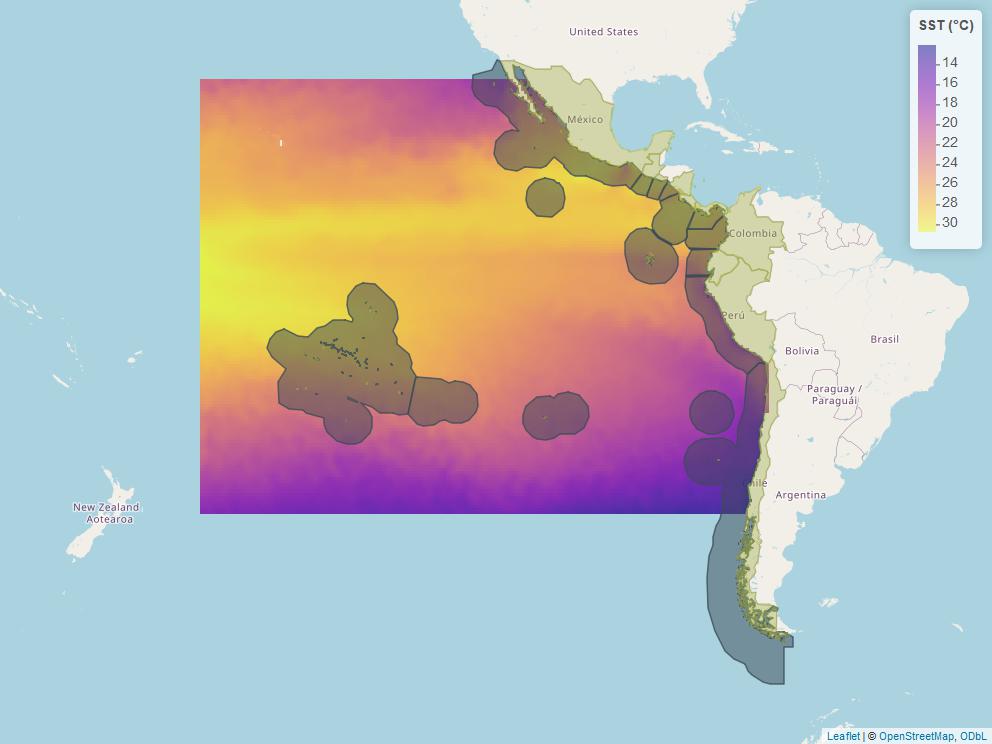 United States
SST (°C)
14
16
18
20
22
24
26
28
30
México
Colombia
Perú
Brasil
Bolivia
Paraguay /
Paraguái
hile
Argentina
New Zealand
Aotearoa
Leaflet | © OpenStreetMap, ODbL